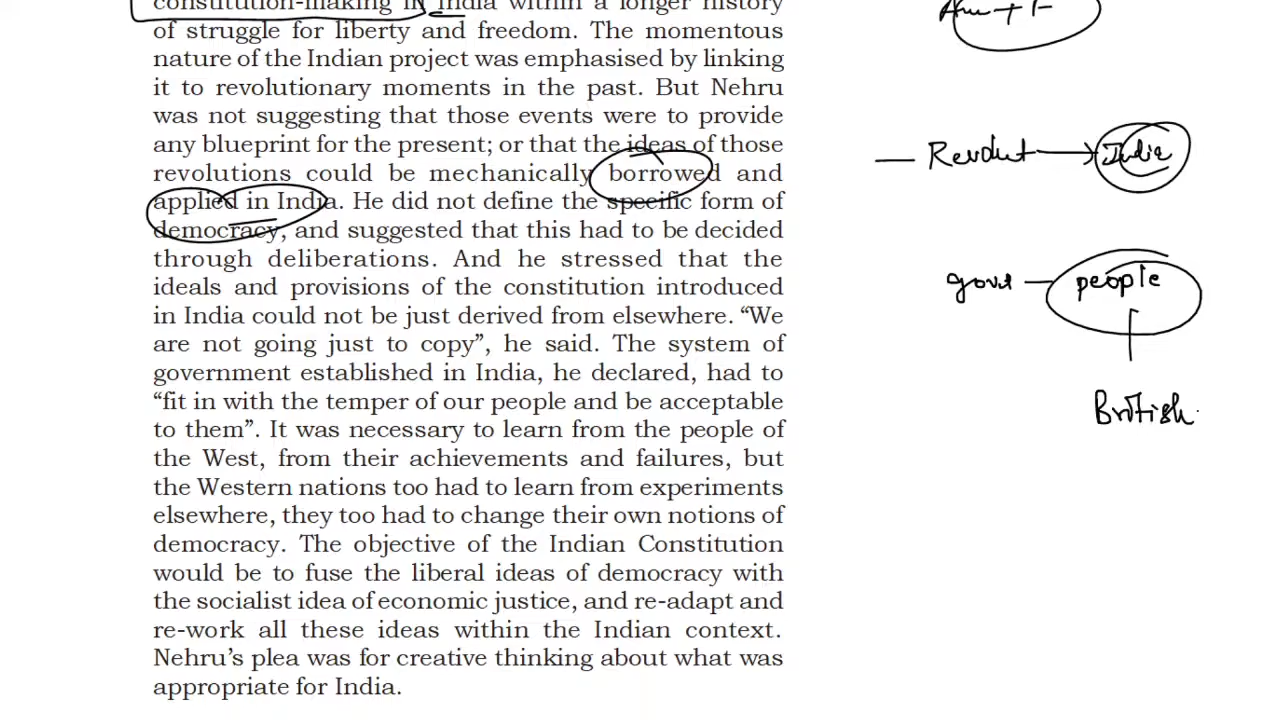 constitution-making in India within a longer history
of struggle for liberty and freedom. The momentous
nature of the Indian project was emphasised by linking
it to revolutionary moments in the past. But Nehru
was not suggesting that those events were to provide
any blueprint for the present; or that the ideas of those
revolutions could be mechanically borrowed and
applied in India. He did not define the specific form of
democracy, and suggested that this had to be decided
through deliberations. And he stressed that the
ideals and provisions of the constitution introduced
in India could not be just derived from elsewhere. “We
are not going just to copy”, he said. The system of
government established in India, he declared, had to
“fit in with the temper of our people and be acceptable
to them”. It was necessary to learn from the people of
the West, from their achievements and failures, but
the Western nations too had to learn from experiments
elsewhere, they too had to change their own notions of
democracy. The objective of the Indian Constitution
would be to fuse the liberal ideas of democracy with
the socialist idea of economic justice, and re-adapt and
re-work all these ideas within the Indian context.
Nehru’s plea was for creative thinking about what was
appropriate for India.
India
people
British